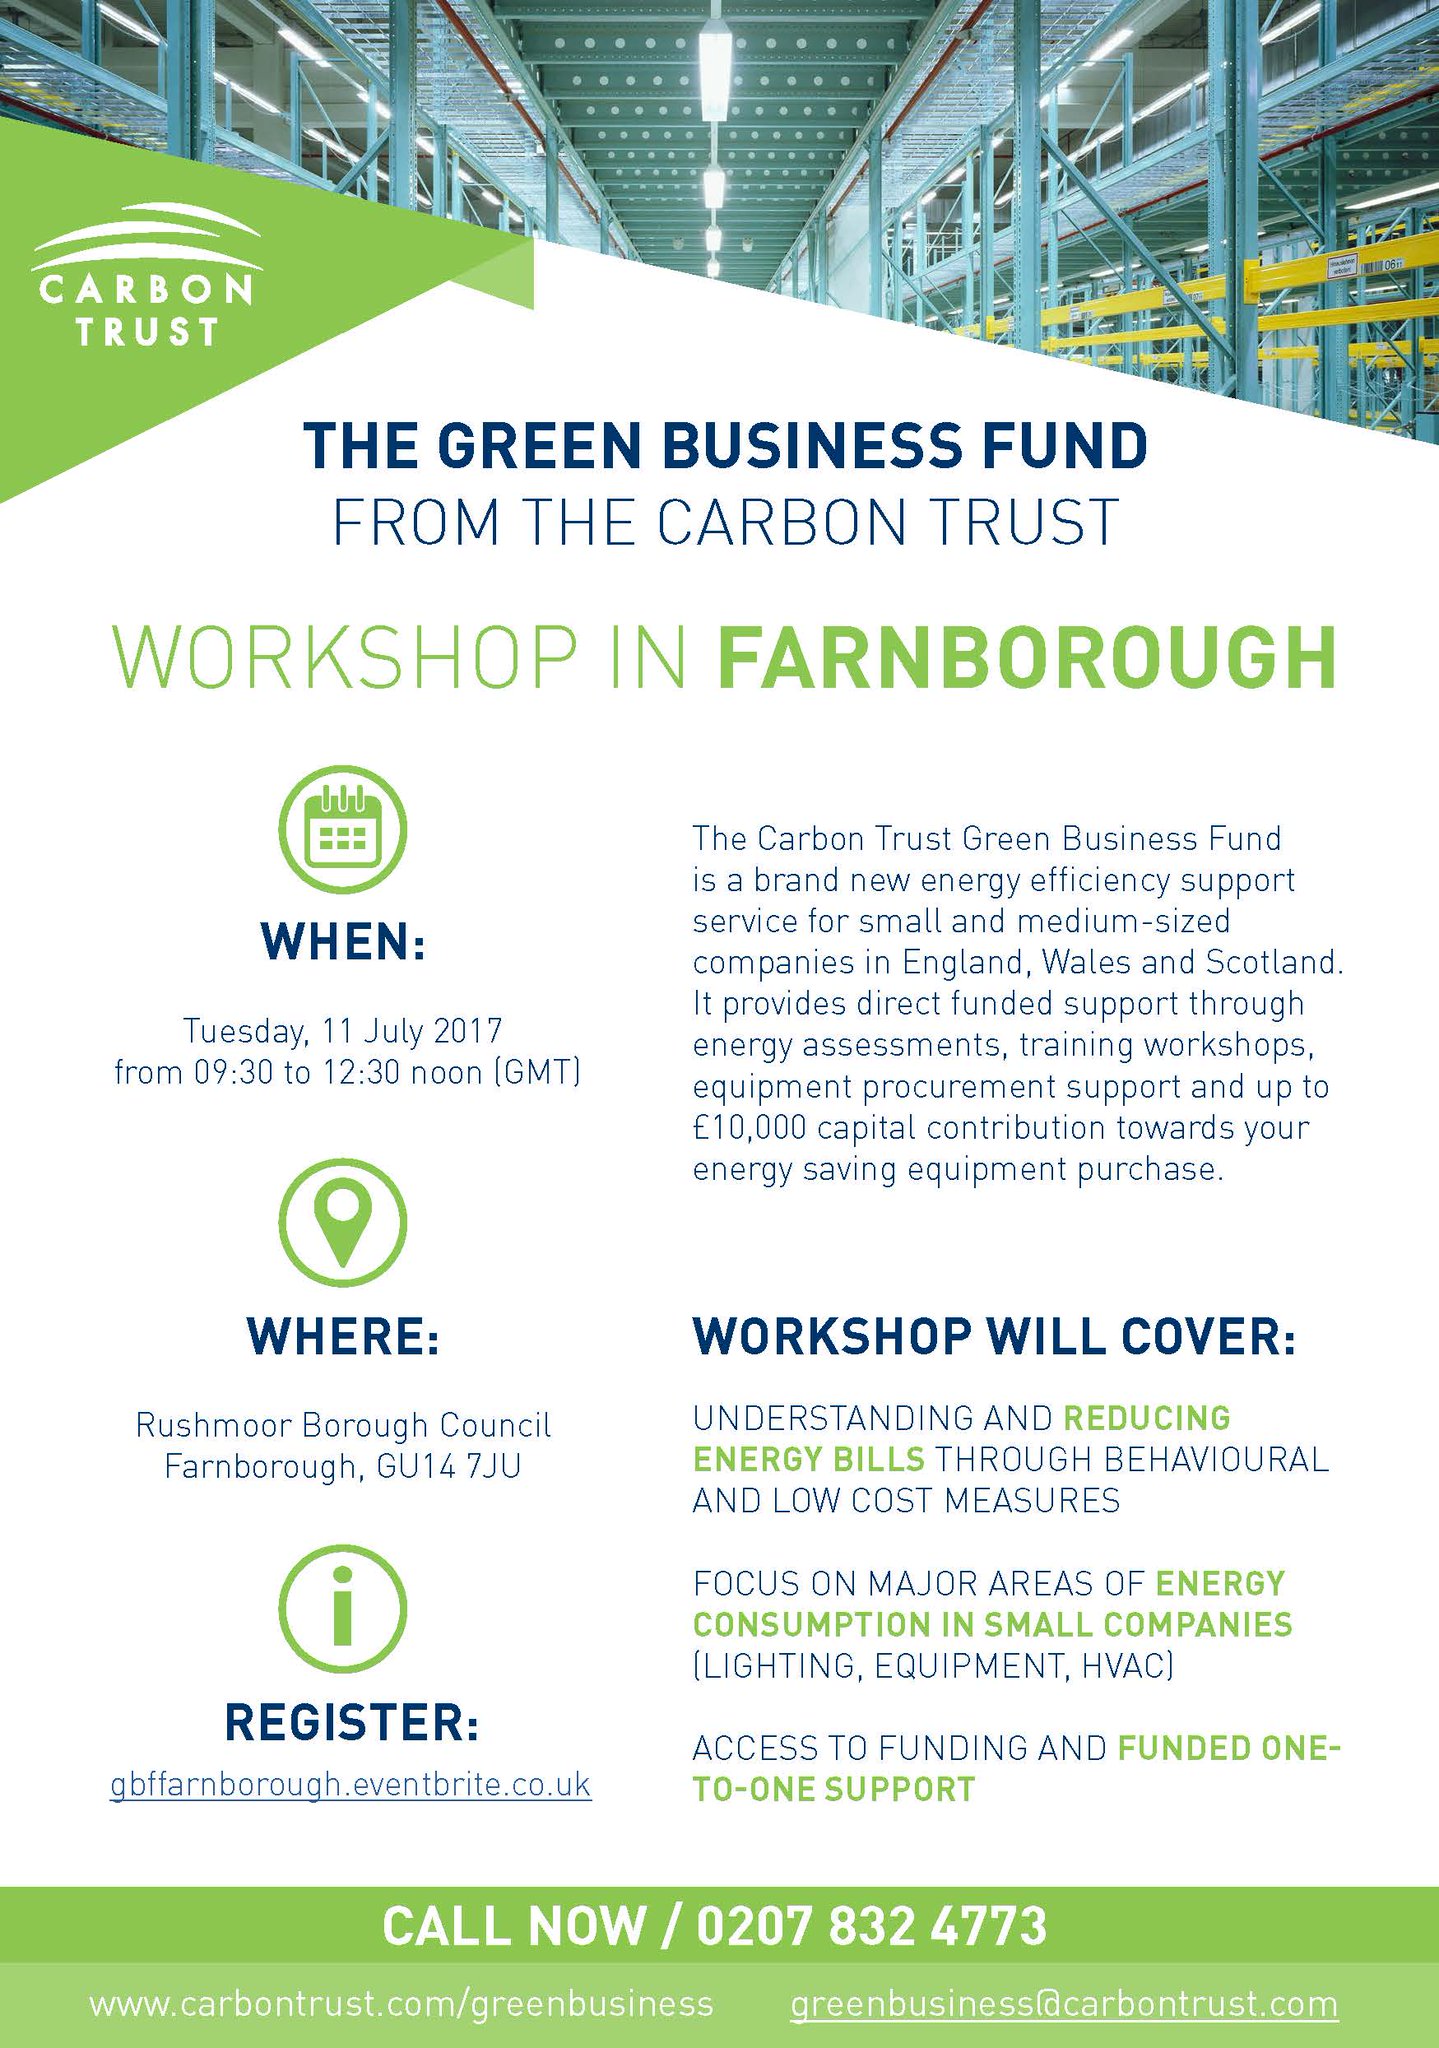 CARBON
TRUST
THE GREEN BUSINESS FUND
FROM THE CARBON TRUST
WORKSHOP IN FARNBOROUGH
WHEN:
Tuesday, 11 July 2017
from 09:30 to 12:30 noon (GMT)
WHERE:
Rushmoor Borough Council
Farnborough, GU14 7JU
REGISTER:
gbffarnborough.eventbrite.co.uk
The Carbon Trust Green Business Fund
is a brand new energy efficiency support
service for small and medium-sized
companies in England, Wales and Scotland.
It provides direct funded support through
energy assessments, training workshops,
equipment procurement support and up to
£10,000 capital contribution towards your
energy saving equipment purchase.
WORKSHOP WILL COVER:
UNDERSTANDING AND REDUCING
ENERGY BILLS THROUGH BEHAVIOURAL
AND LOW COST MEASURES
FOCUS ON MAJOR AREAS OF ENERGY
CONSUMPTION IN SMALL COMPANIES
(LIGHTING, EQUIPMENT, HVAC)
ACCESS TO FUNDING AND FUNDED ONE-
TO-ONE SUPPORT
CALL NOW / 0207 832 4773
www.carbontrust.com/greenbusiness
greenbusiness@carbontrust.com